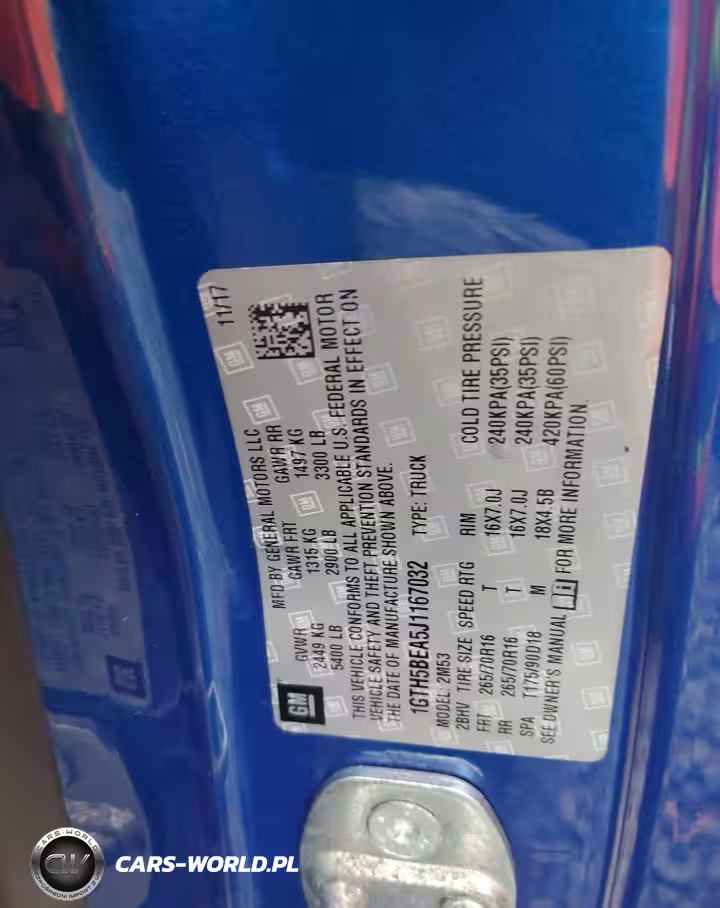 11/17
MFD BY GENERAL MOTORS LLC
GVWR GAWR FRT GAWR RR
2449 KG 1315 KG 1497 KG
5400 LB 2900 LB 3300 LB
THIS VEHICLE CONFORMS TO ALL APPLICABLE U.S. FEDERAL MOTOR
VEHICLE SAFETY AND THEFT PREVENTION STANDARDS IN EFFECT ON
THE DATE OF MANUFACTURE SHOWN ABOVE.
1GTH5BEA5J1167032 TYPE: TRUCK
MODEL: 2M53
2BHV TIRE SIZE SPEED RTG RIM COLD TIRE PRESSURE
FRT 265/70R16 T 16X7.0J 240KPA(35PSI)
RR 265/70R16 T 16X7.0J 240KPA(35PSI)
SPA T175/90D18 M 18X4.5B 420KPA(60PSI)
SEE OWNER'S MANUAL FOR MORE INFORMATION
GM
CARS-WORLD
CW
CARS-WORLD.PL